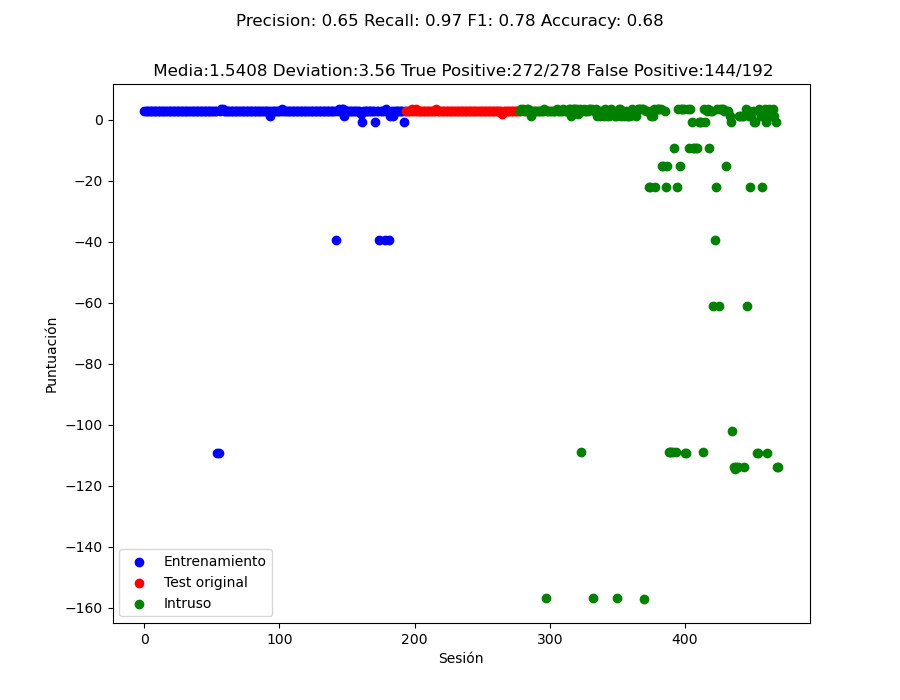 Precision: 0.65 Recall: 0.97 F1: 0.78 Accuracy: 0.68
Media:1.5408 Deviation:3.56 True Positive:272/278 False Positive:144/192
0
−20
−40
−60
−80
−100
−120
−140
−160
Puntuación
Entrenamiento
Test original
Intruso
0 100 200 300 400
Sesión